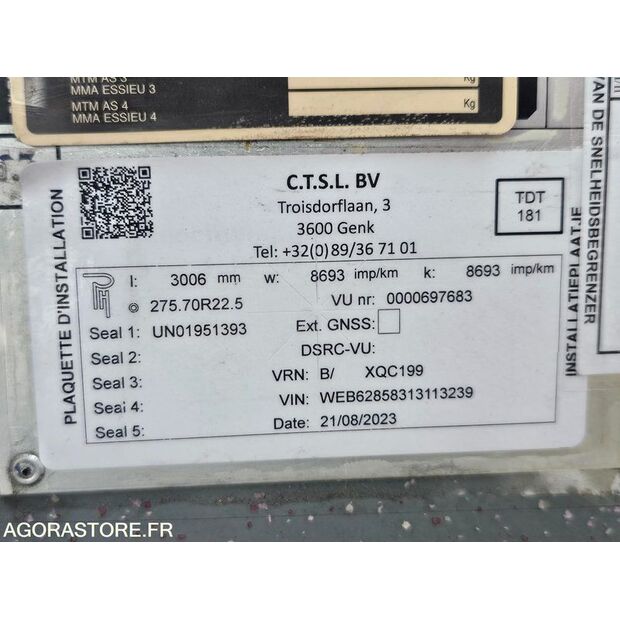 MTM AS 3
MMA ESSIEU 3
Kg
MTM AS 4
MMA ESSIEU 4
Kg
C.T.S.L. BV
Troisdorflaan, 3
3600 Genk
Tel: +32(0)89/36 71 01
TDT
181
PLAQUETTE D'INSTALLATION
INSTALLATIEPLAATJE
VAN DE SNELHEIDSBEGRENZER
l: 3006 mm w: 8693 imp/km k: 8693 imp/km
275.70R22.5 VU nr: 0000697683
Seal 1: UN01951393 Ext. GNSS:
Seal 2: DSRC-VU:
Seal 3: VRN: B/ XQC199
Seal 4: VIN: WEB62858313113239
Seal 5: Date: 21/08/2023
AGORASTORE.FR